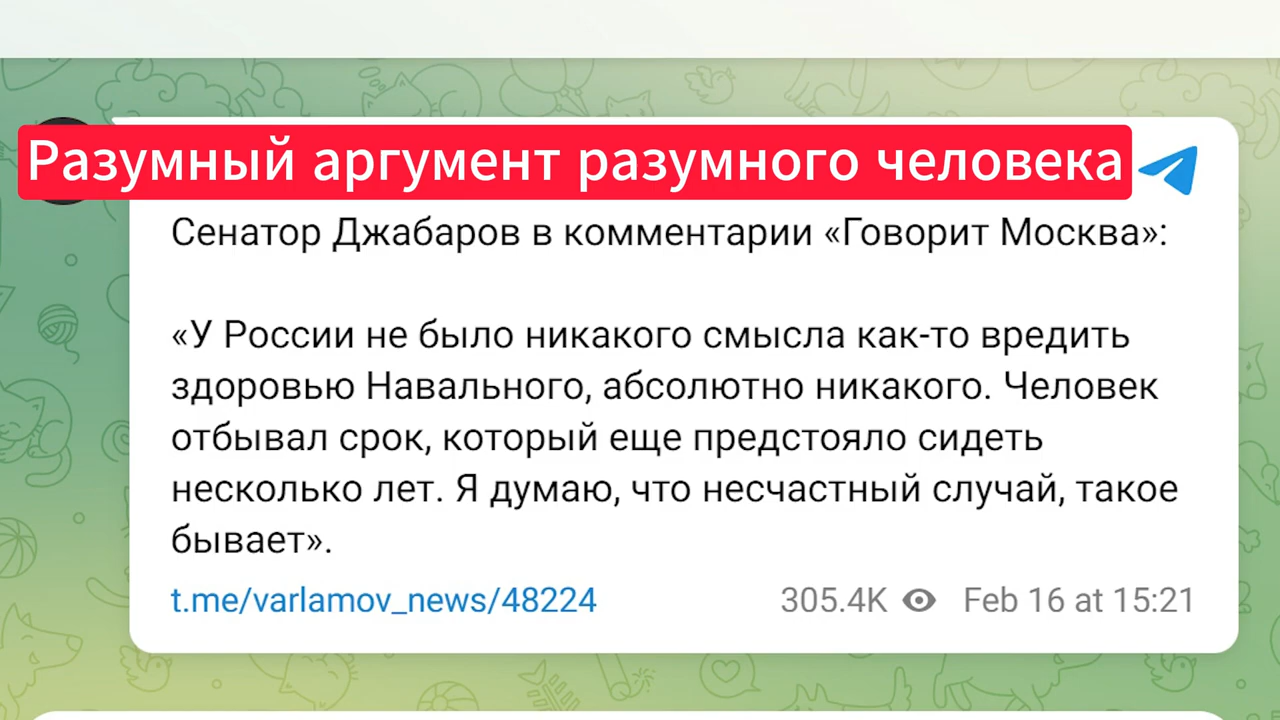 Разумный аргумент разумного человека
Сенатор Джабаров в комментарии «Говорит Москва»:
«У России не было никакого смысла как-то вредить
здоровью Навального, абсолютно никакого. Человек
отбывал срок, который еще предстояло сидеть
несколько лет. Я думаю, что несчастный случай, такое
бывает».
t.me/varlamov_news/48224 305.4K Feb 16 at 15:21